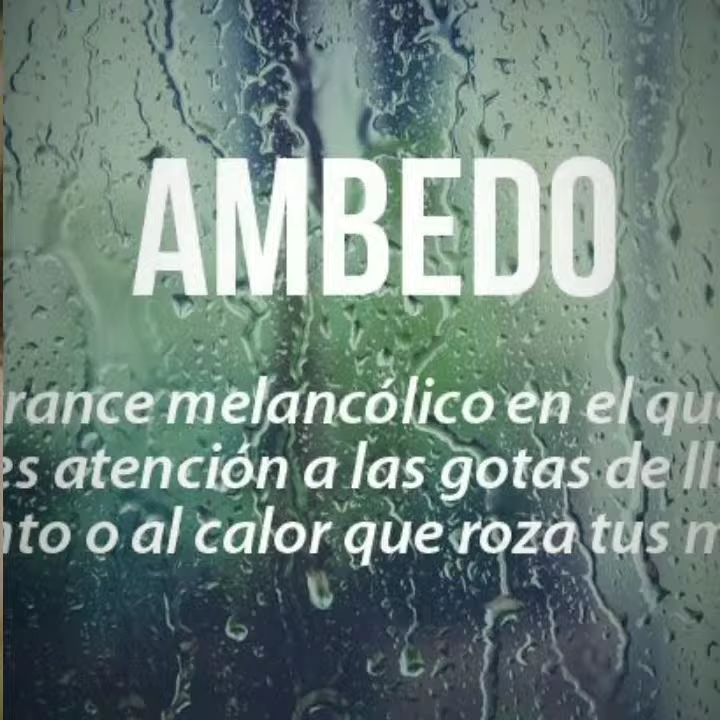 AMBEDO
rance melancólico en el qu
es atención a las gotas de ll
nto o al calor que roza tus m